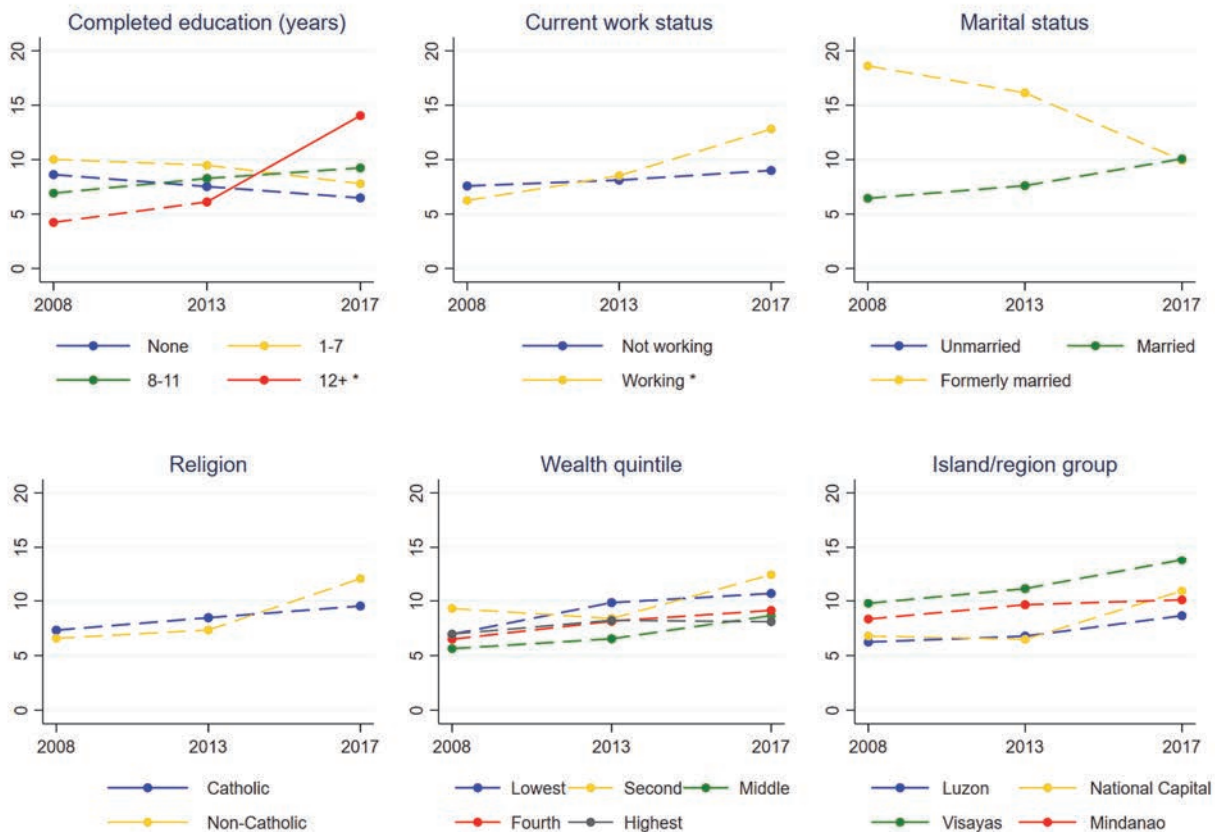 Completed education (years)
20
15
10
5
0
2008 2013 2017
None 1-7
8-11 12+ *
Current work status
20
15
10
5
0
2008 2013 2017
Not working
Working *
Marital status
20
15
10
5
0
2008 2013 2017
Unmarried Married
Formerly married
Religion
20
15
10
5
0
2008 2013 2017
Catholic
Non-Catholic
Wealth quintile
20
15
10
5
0
2008 2013 2017
Lowest Second Middle
Fourth Highest
Island/region group
20
15
10
5
0
2008 2013 2017
Luzon National Capital
Visayas Mindanao